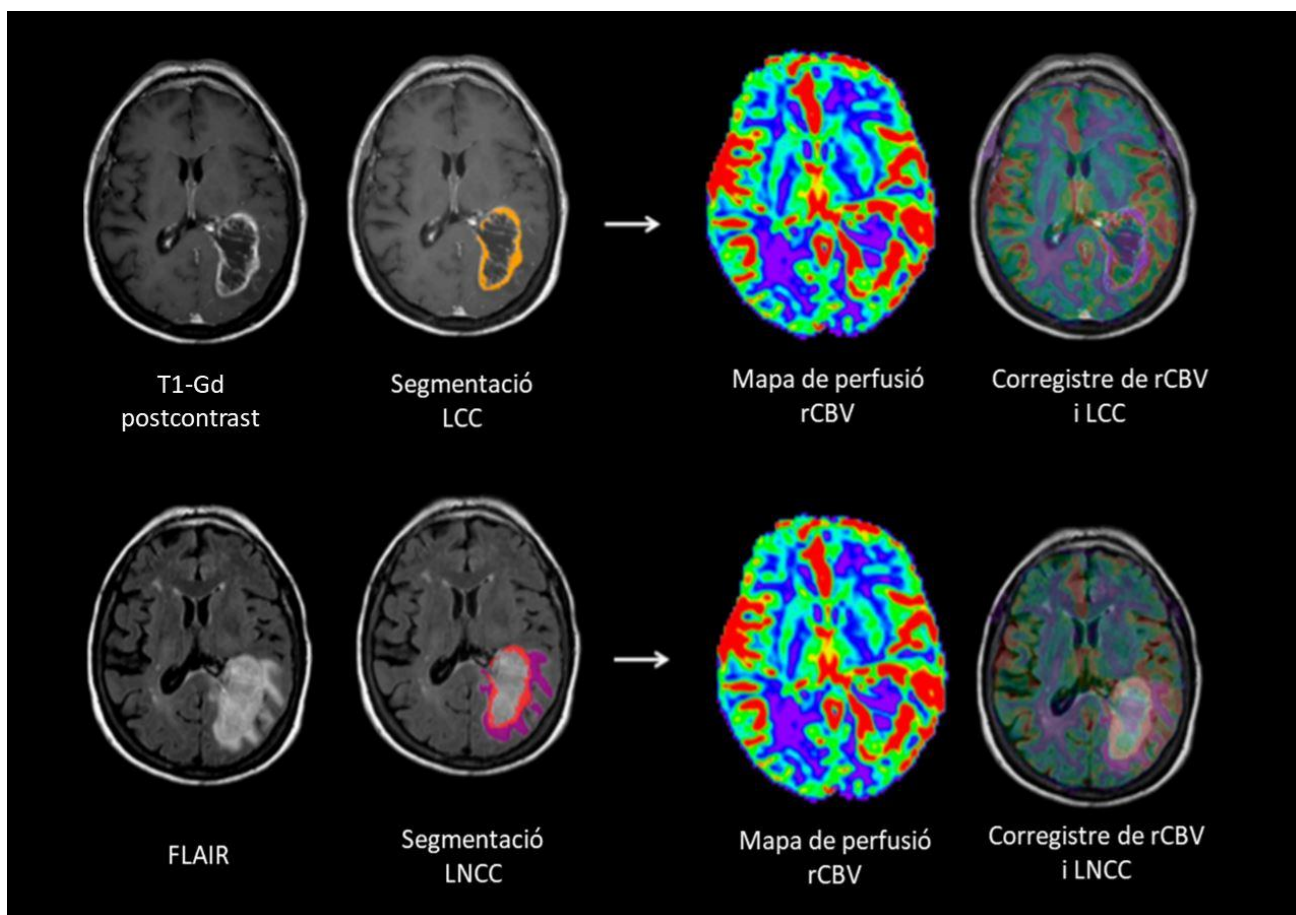 T1-Gd
postcontrast
Segmentació
LCC
Mapa de perfusió
rCBV
Corregistre de rCBV
i LCC
FLAIR
Segmentació
LNCC
Mapa de perfusió
rCBV
Corregistre de rCBV
i LNCC